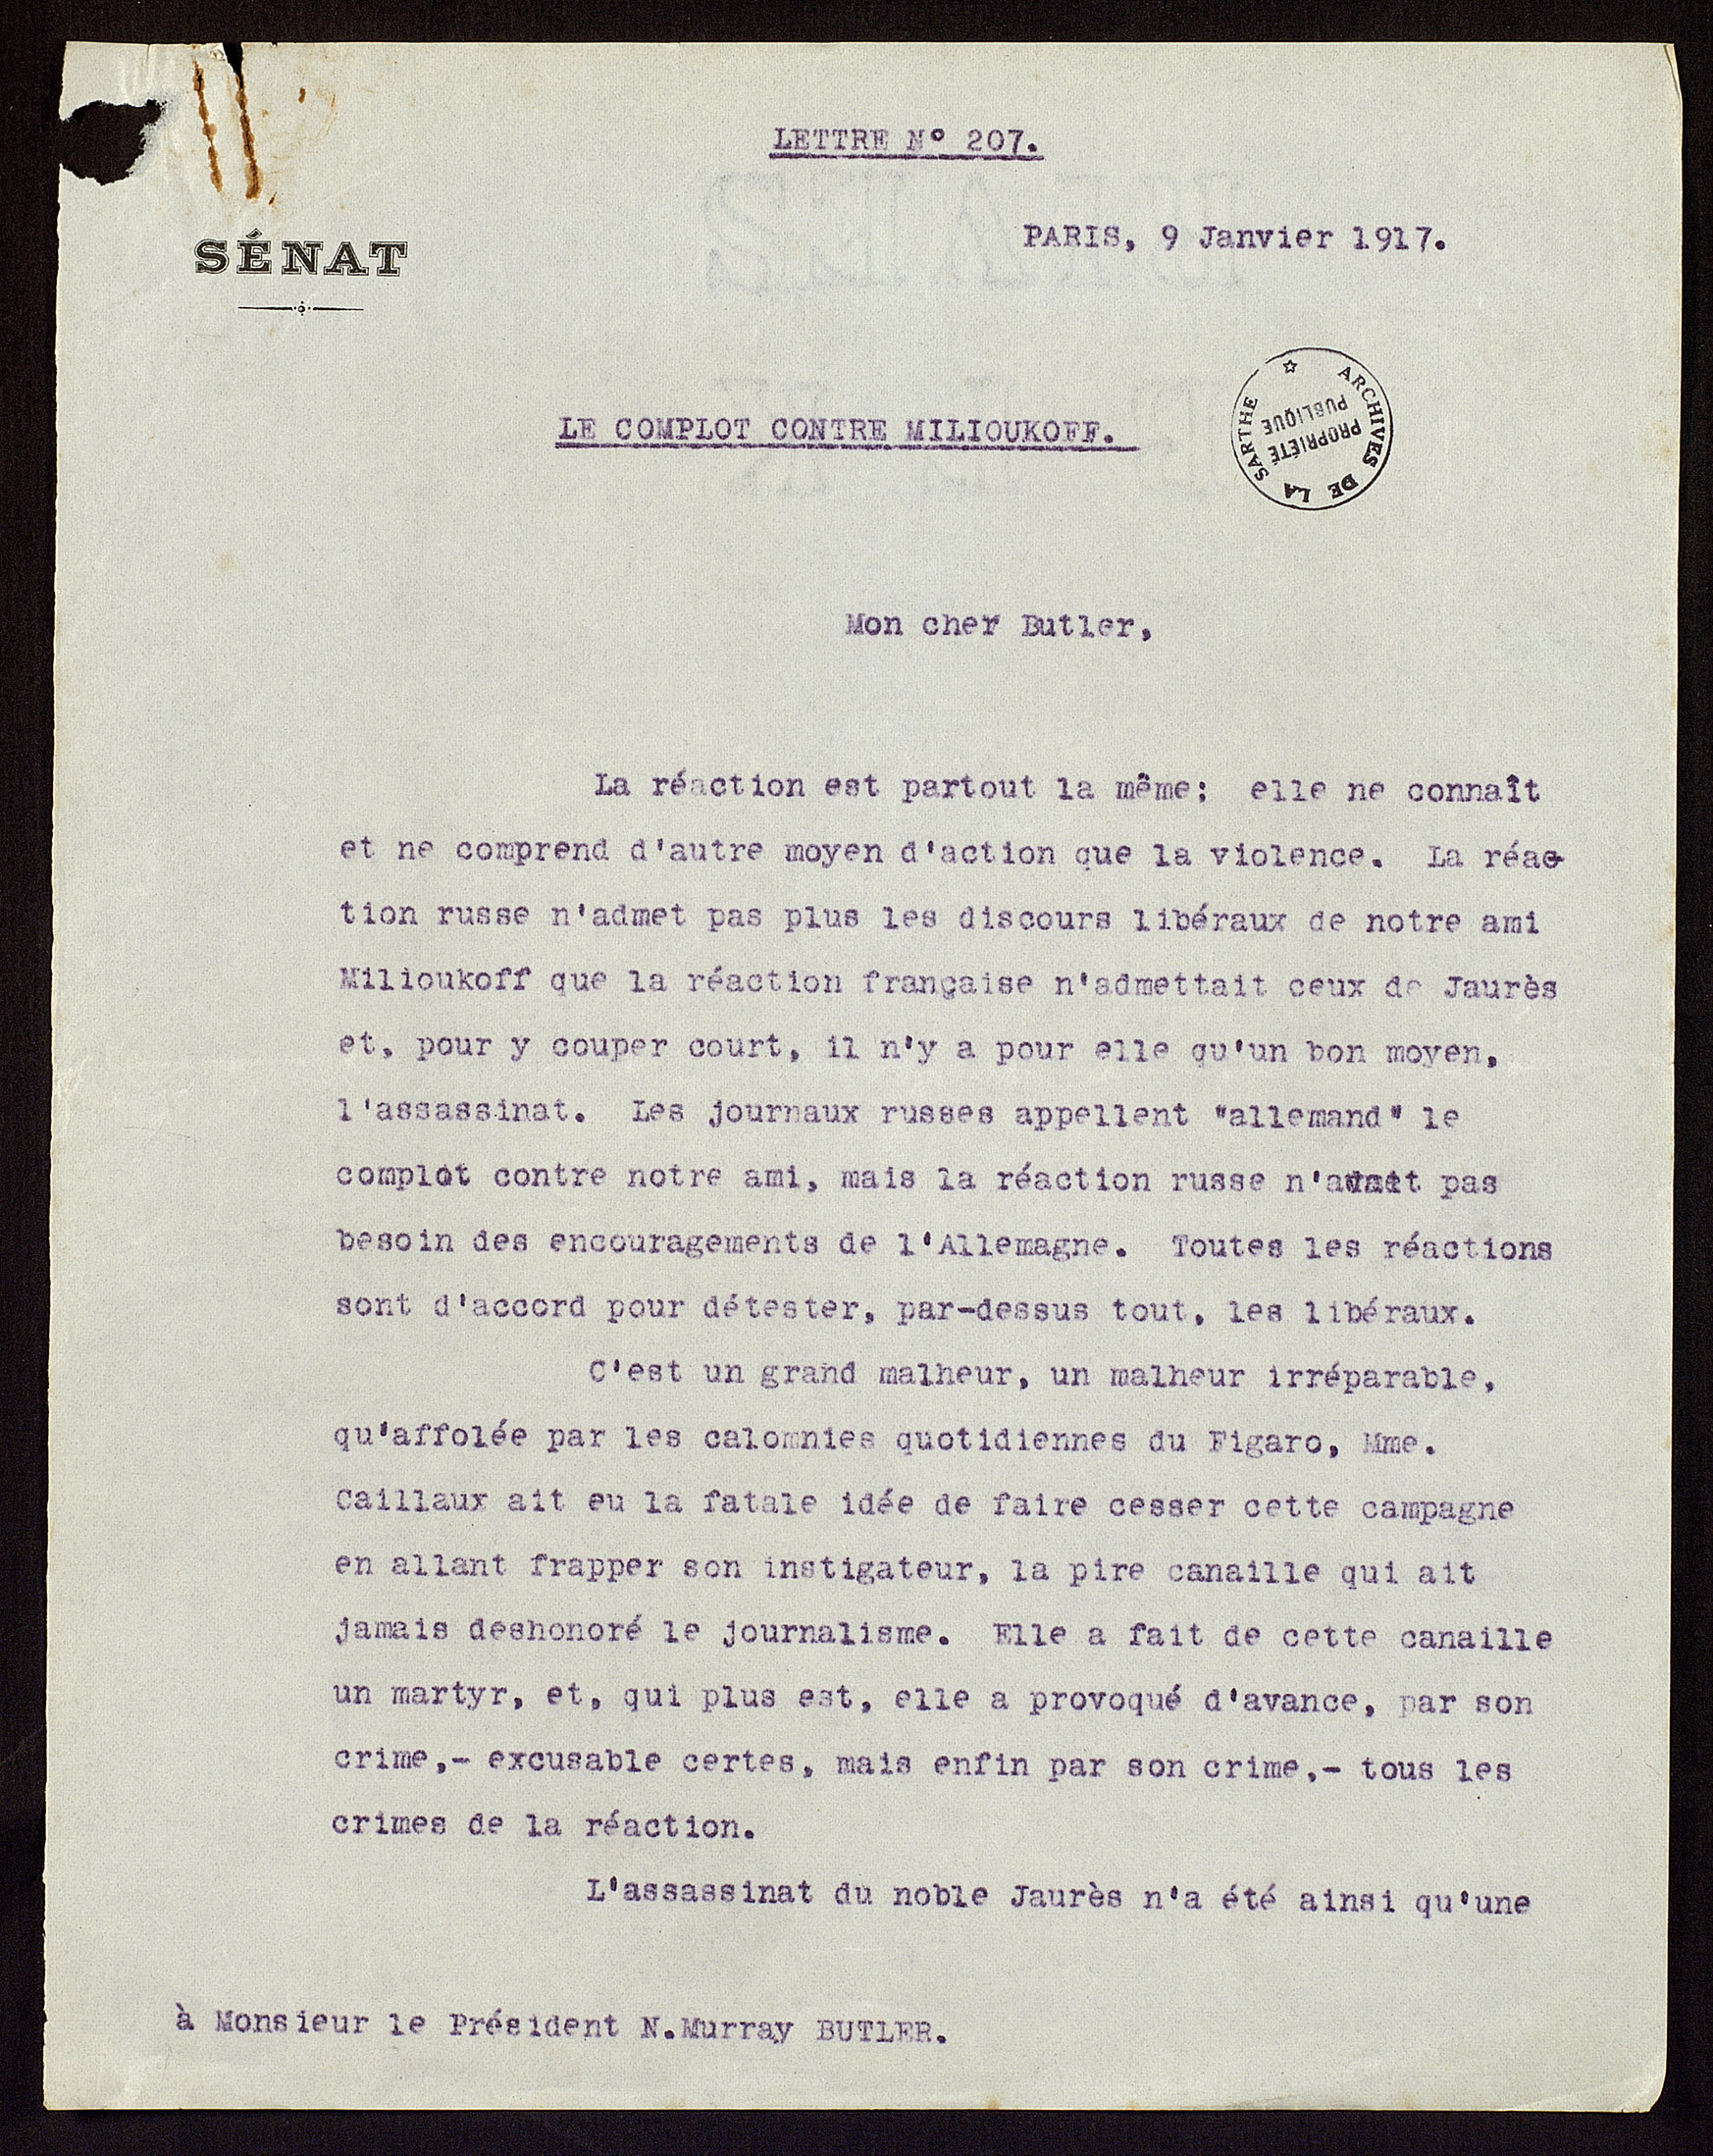 LETTRE N° 207.
SÉNAT
PARIS, 9 Janvier 1917.
ARCHIVES DE LA SARTHE
PROPRIÉTÉ
PUBLIQUE
LE COMPLOT CONTRE MILIOUKOFF.
Mon cher Butler,
La réaction est partout la même; elle ne connaît
et ne comprend d'autre moyen d'action que la violence. La réac-
tion russe n'admet pas plus les discours libéraux de notre ami
Milioukoff que la réaction française n'admettait ceux de Jaurès
et, pour y couper court, il n'y a pour elle qu'un bon moyen,
l'assassinat. Les journaux russes appellent "allemand" le
complot contre notre ami, mais la réaction russe pas
besoin des encouragements de l'Allemagne. Toutes les réactions
sont d'accord pour détester, par-dessus tout, les libéraux.
C'est un grand malheur, un malheur irréparable,
qu'affolée par les calomnies quotidiennes du Figaro, Mme.
Caillaux ait eu la fatale idée de faire cesser cette campagne
en allant frapper son instigateur, la pire canaille qui ait
jamais deshonoré le journalisme. Elle a fait de cette canaille
un martyr, et, qui plus est, elle a provoqué d'avance, par son
crime,- excusable certes, mais enfin par son crime,- tous les
crimes de la réaction.
L'assassinat du noble Jaurès n'a été ainsi qu'une
à Monsieur le Président N.Murray BUTLER.